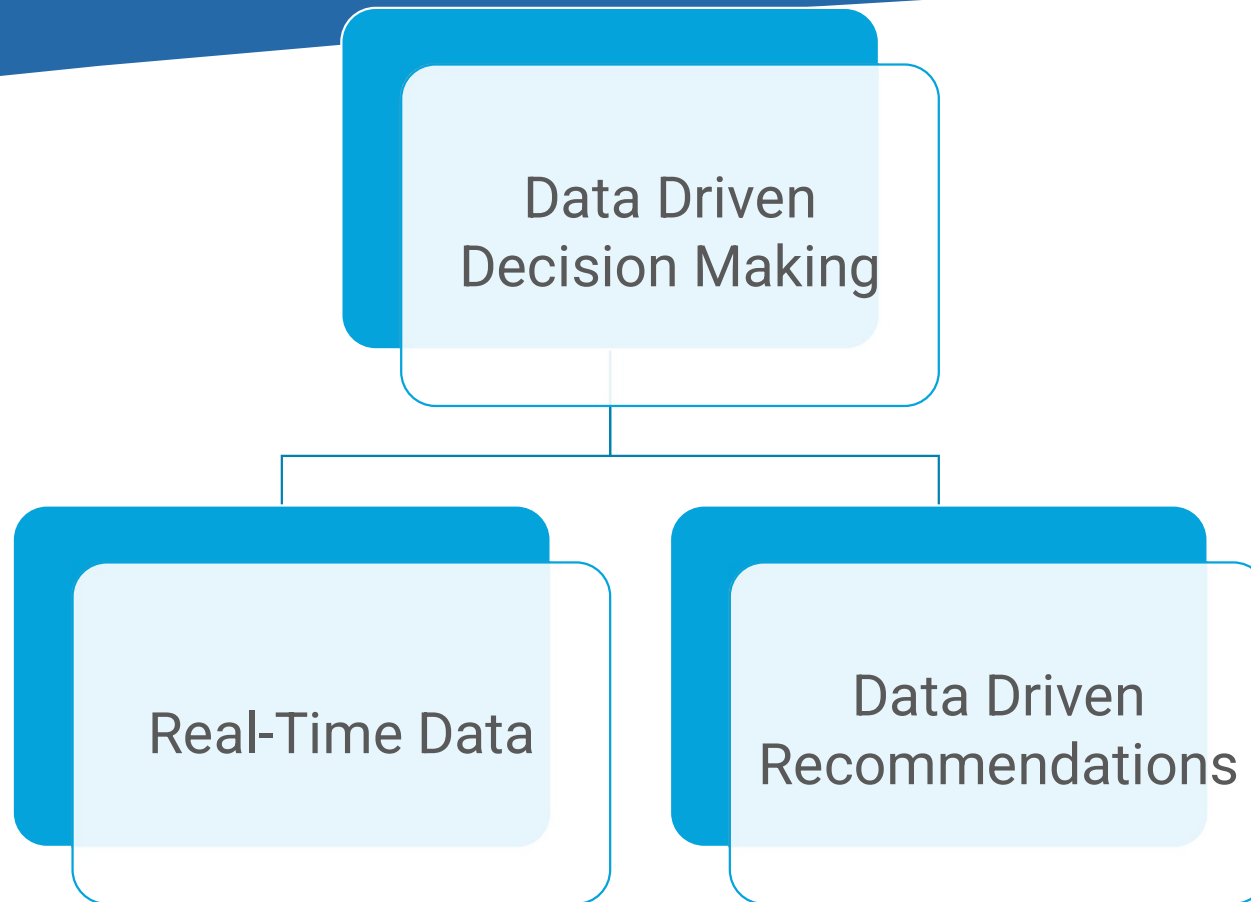 Data Driven
Decision Making
Real-Time Data
Data Driven
Recommendations